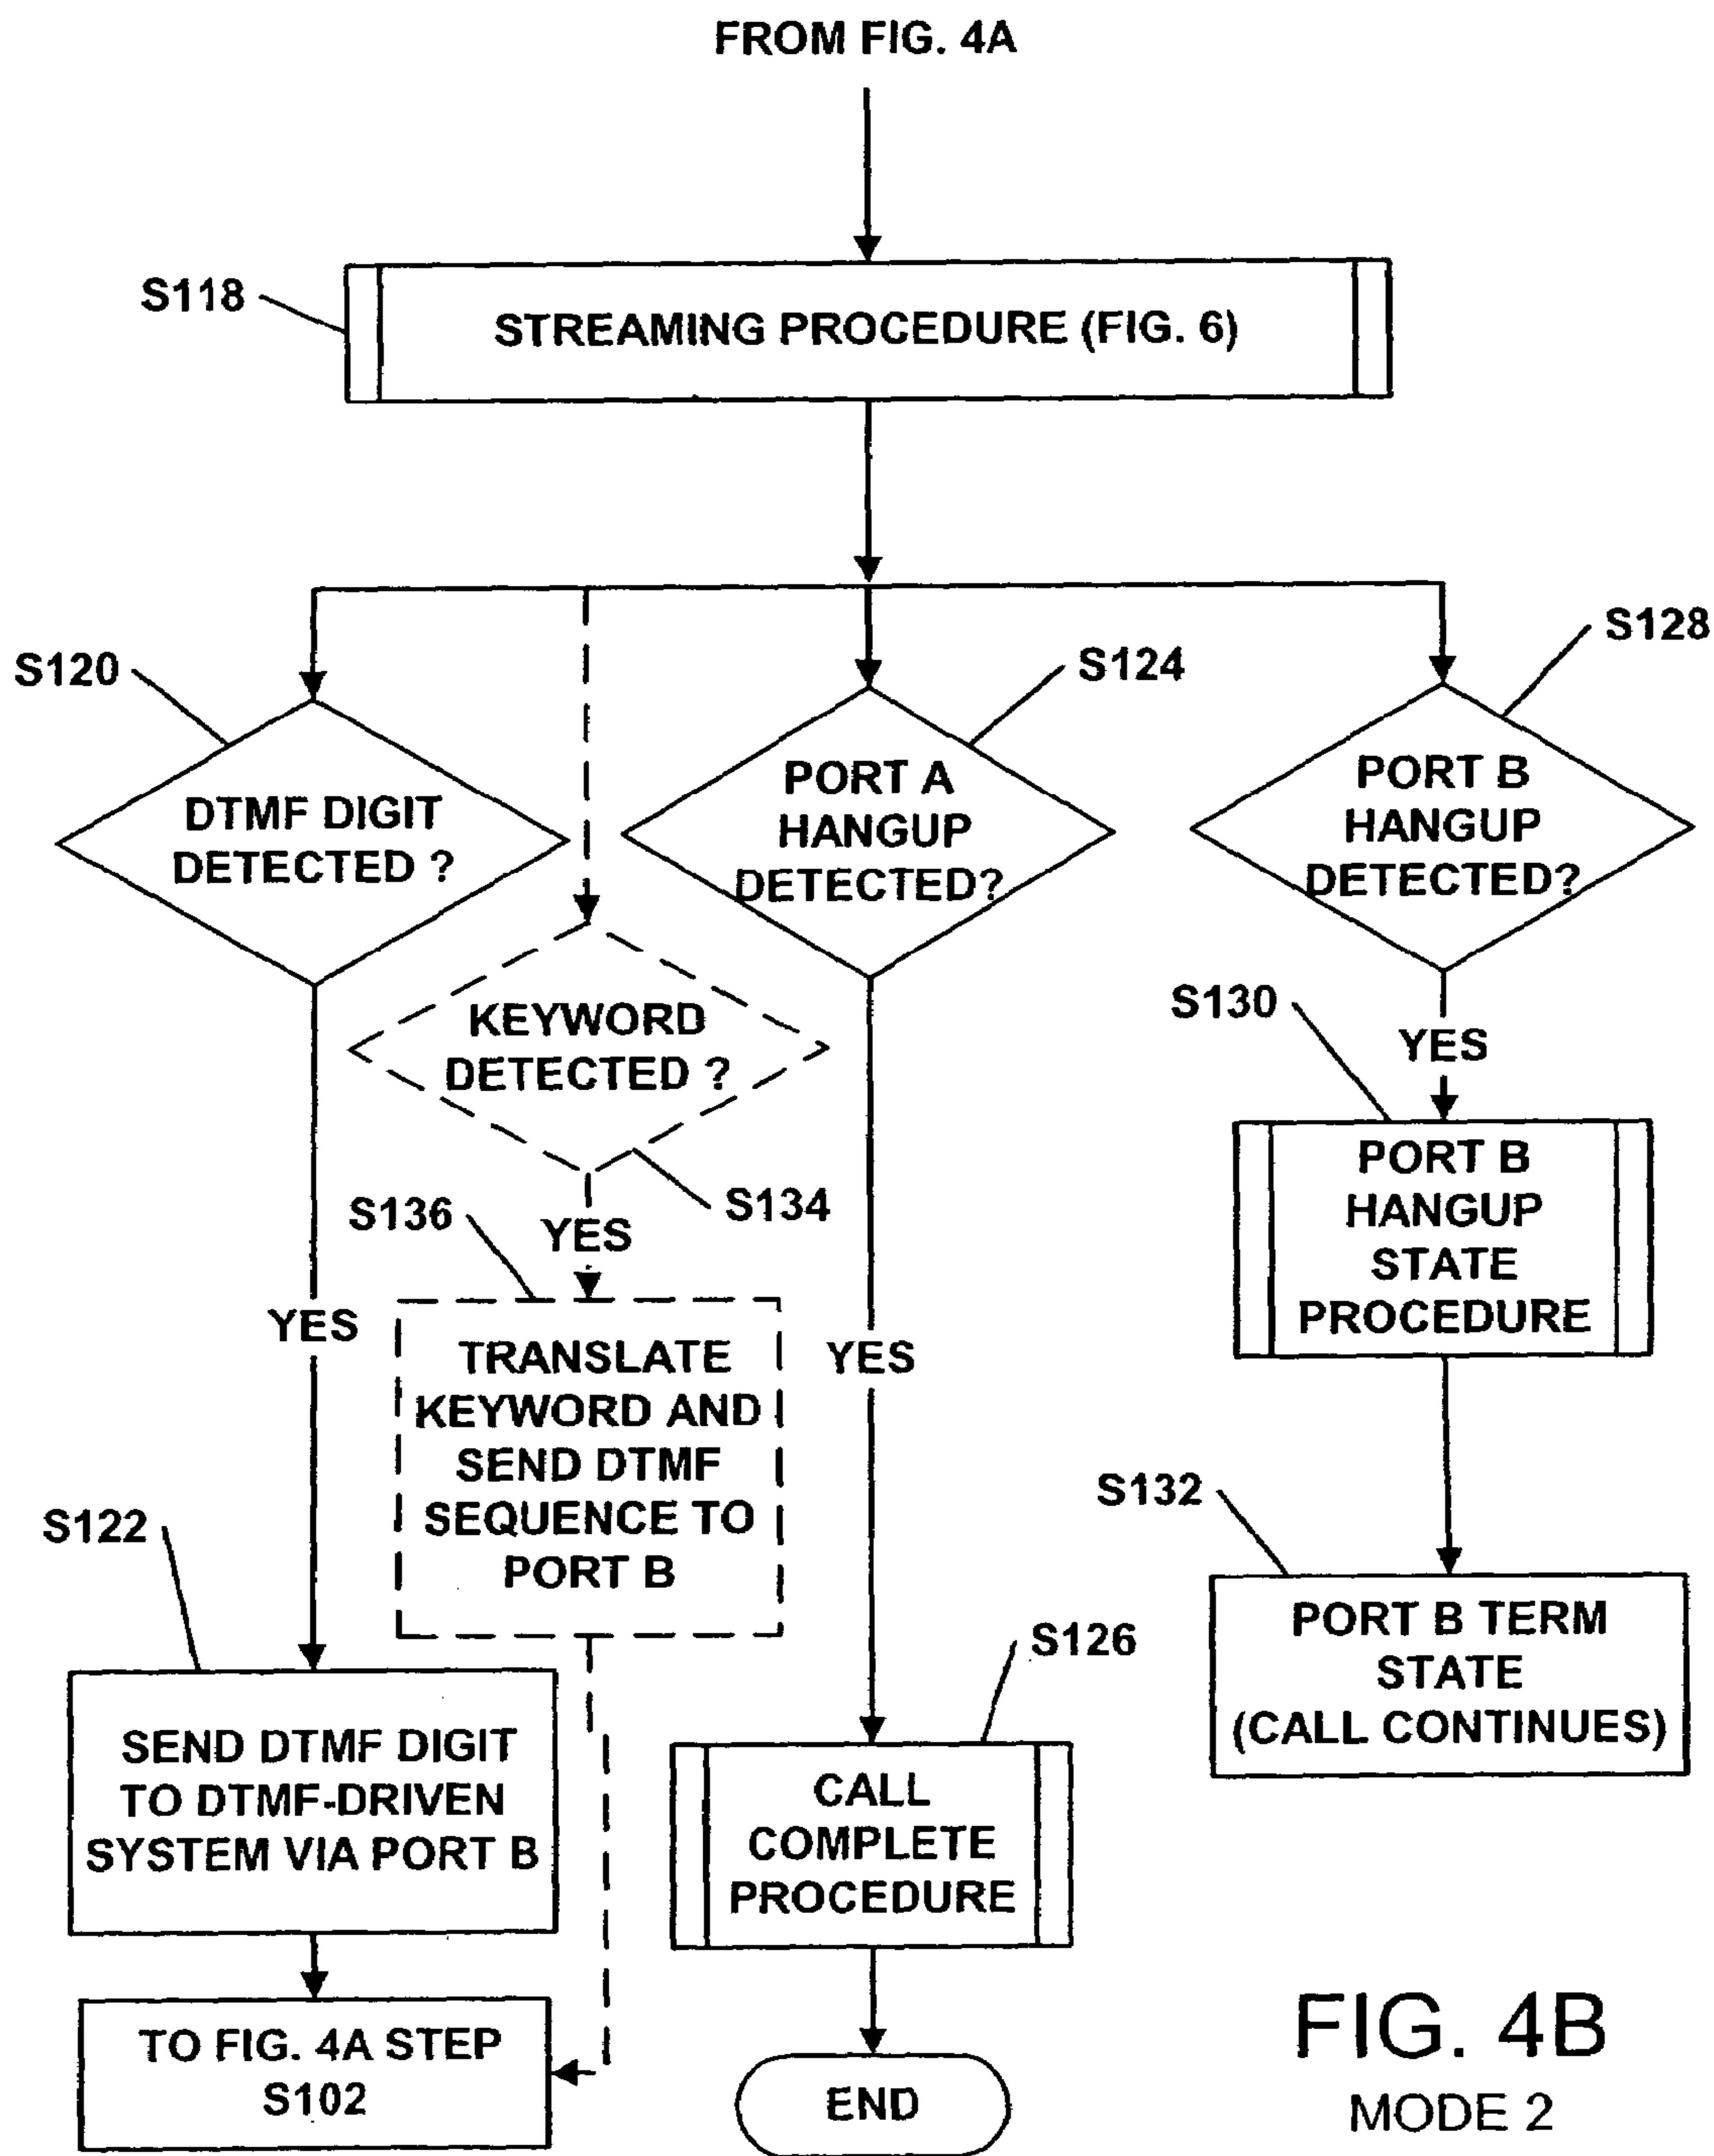 FROM FIG. 4A
S118
STREAMING PROCEDURE (FIG. 6)
S120
DTMF DIGIT
DETECTED ?
S124
PORT A
HANGUP
DETECTED?
S128
PORT B
HANGUP
DETECTED?
KEYWORD
DETECTED ?
S134
YES
S136
TRANSLATE
KEYWORD AND
SEND DTMF
SEQUENCE TO
PORT B
YES
YES
S130
YES
PORT B
HANGUP
STATE
PROCEDURE
S132
PORT B TERM
STATE
(CALL CONTINUES)
S122
SEND DTMF DIGIT
TO DTMF-DRIVEN
SYSTEM VIA PORT B
S126
CALL
COMPLETE
PROCEDURE
TO FIG. 4A STEP
S102
END
FIG. 4B
MODE 2